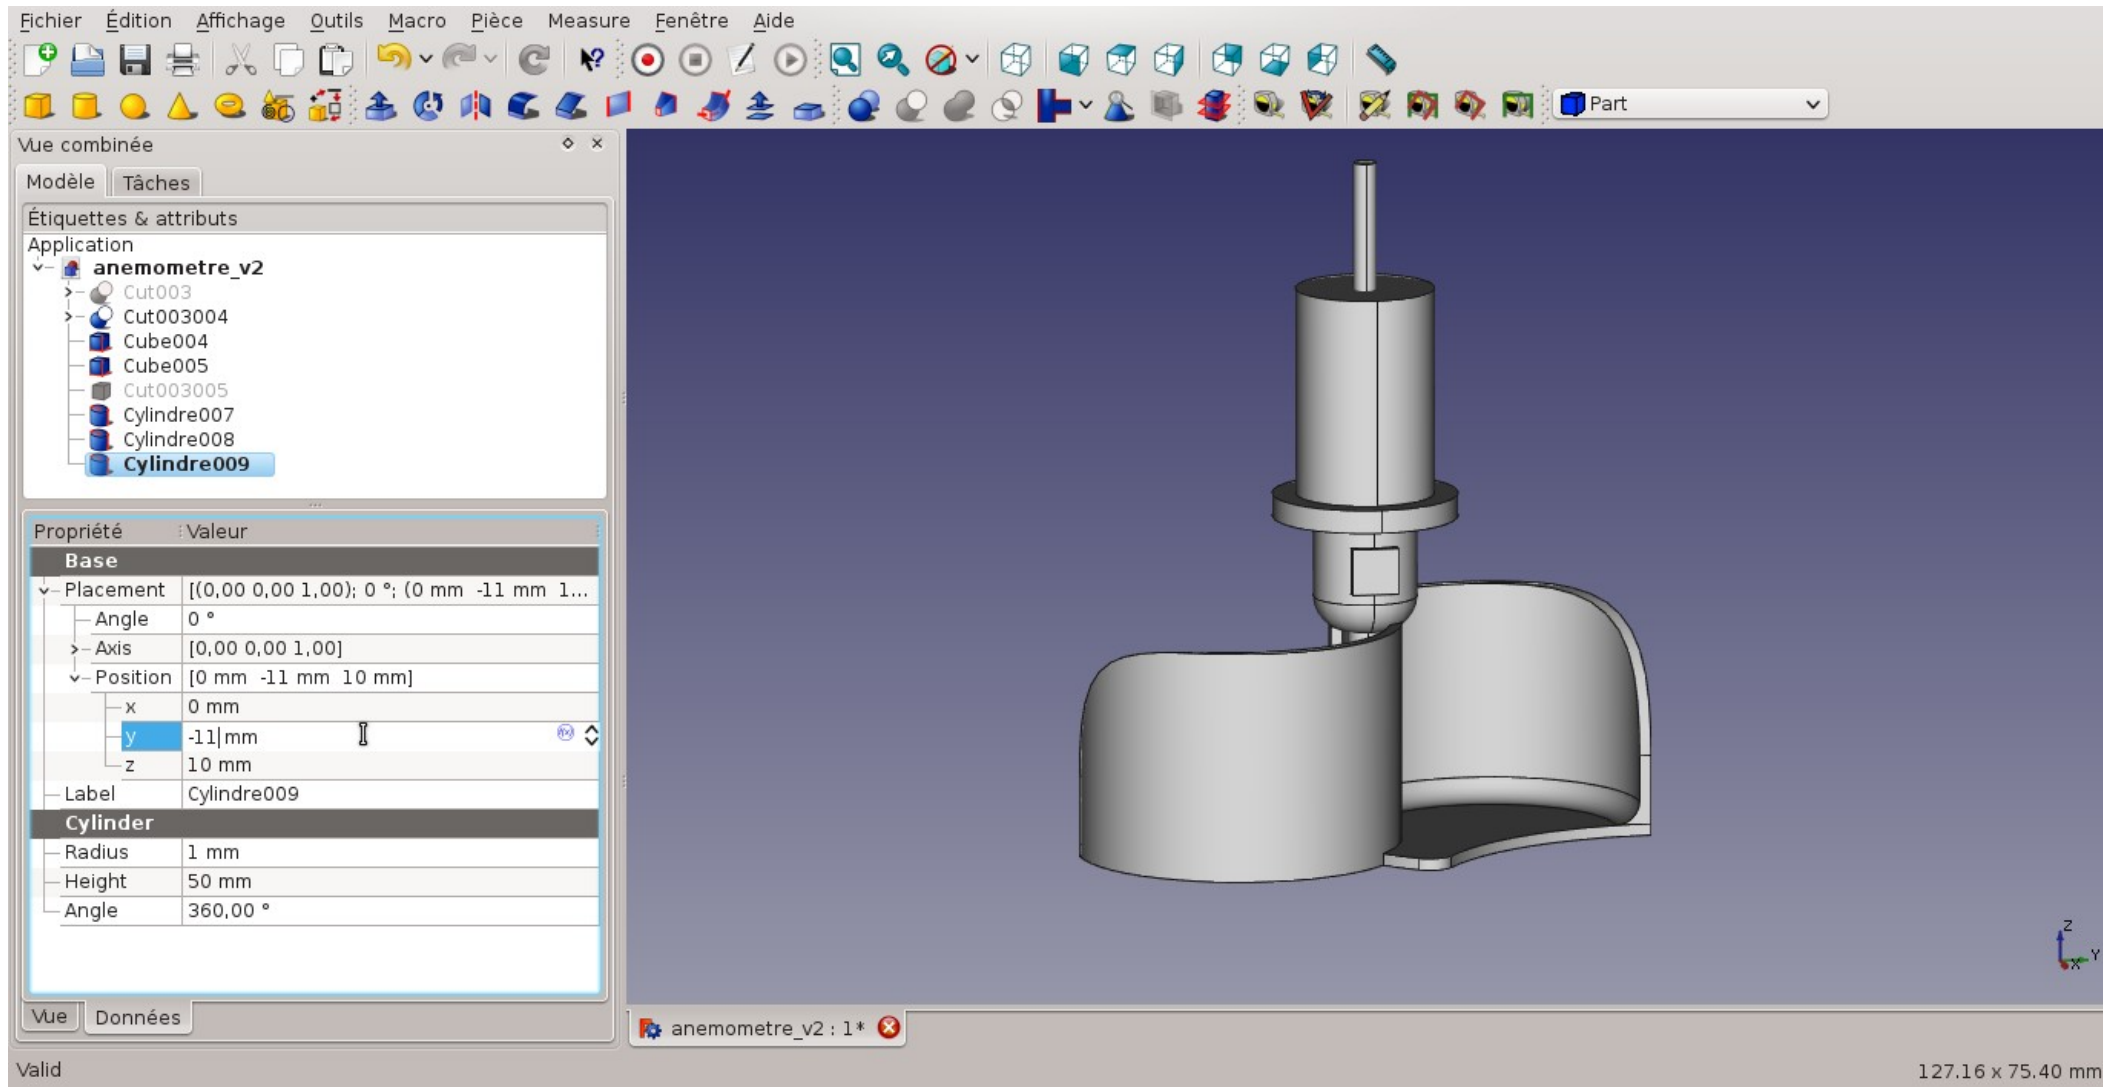 Fichier Édition Affichage Outils Macro Pièce Measure Fenêtre Aide
Part
Vue combinée
Modèle Tâches
Étiquettes & attributs
Application
anemometre_v2
Cut003
Cut003004
Cube004
Cube005
Cut003005
Cylindre007
Cylindre008
Cylindre009
Propriété Valeur
Base
Placement [(0,00 0,00 1,00); 0 °; (0 mm -11 mm 1...
Angle 0 °
Axis [0,00 0,00 1,00]
Position [0 mm -11 mm 10 mm]
x 0 mm
y -11 mm
z 10 mm
Label Cylindre009
Cylinder
Radius 1 mm
Height 50 mm
Angle 360,00 °
Vue Données
Z
Y
X
anemometre_v2 : 1*
Valid
127.16 x 75.40 mm